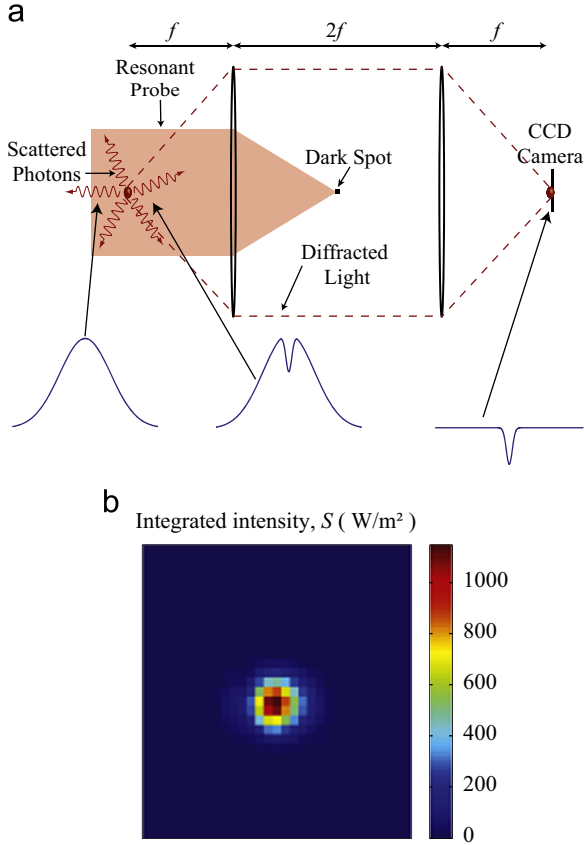 a
f
2f
f
Resonant
Probe
Scattered
Photons
Dark Spot
CCD
Camera
Diffracted
Light
b
Integrated intensity, S ( W/m² )
1000
800
600
400
200
0